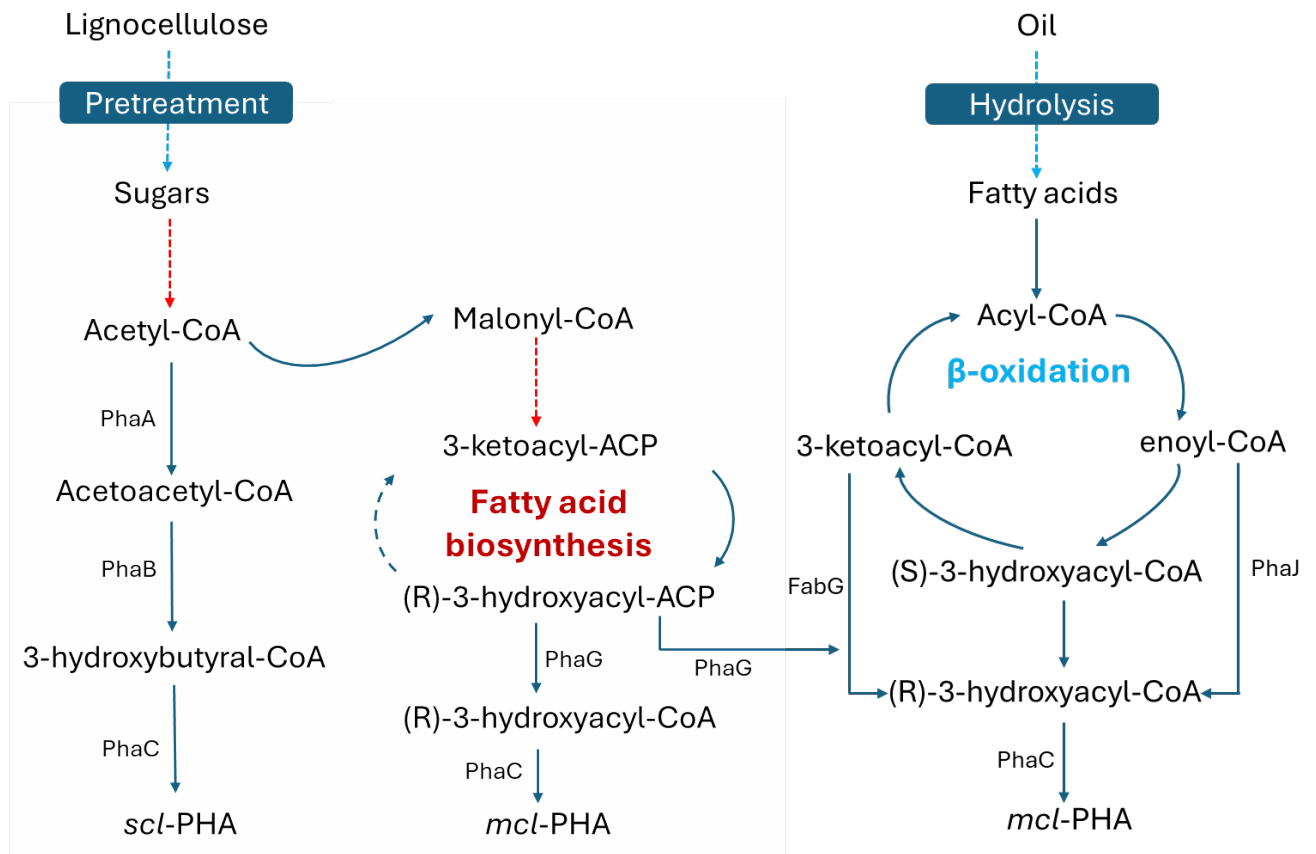 Lignocellulose
Pretreatment
Sugars
Acetyl-CoA
PhaA
Acetoacetyl-CoA
PhaB
3-hydroxybutyral-CoA
PhaC
scl-PHA
Malonyl-CoA
3-ketoacyl-ACP
Fatty acid
biosynthesis
(R)-3-hydroxyacyl-ACP
PhaG
PhaG
(R)-3-hydroxyacyl-CoA
PhaC
mcl-PHA
Oil
Hydrolysis
Fatty acids
Acyl-CoA
β-oxidation
3-ketoacyl-CoA
enoyl-CoA
(S)-3-hydroxyacyl-CoA
FabG
PhaJ
(R)-3-hydroxyacyl-CoA
PhaC
mcl-PHA